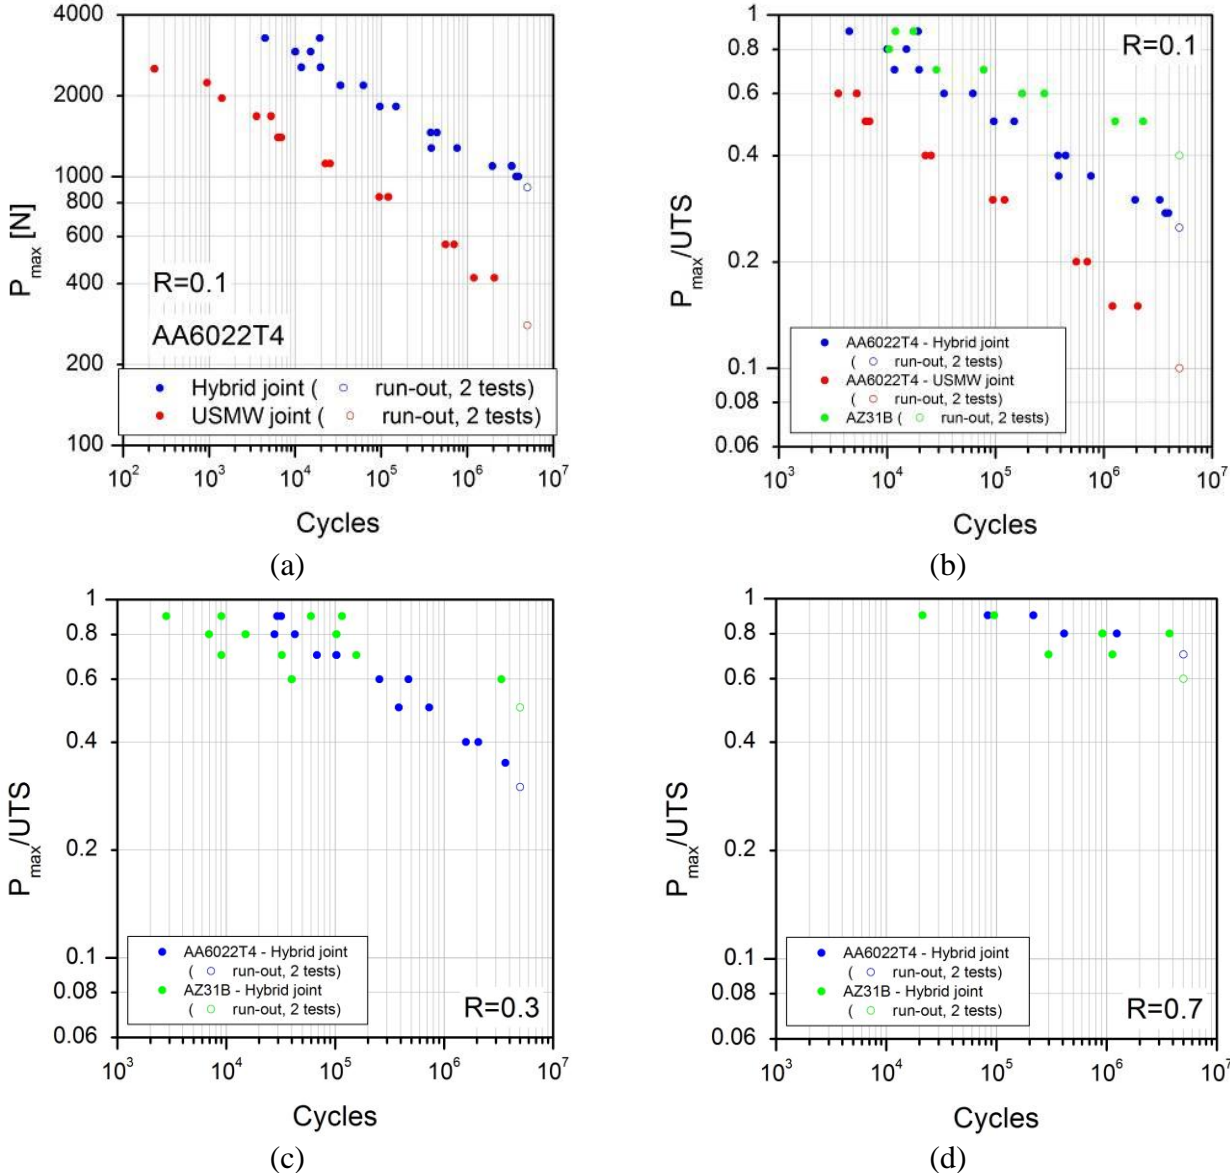 4000
2000
1000
800
600
400
200
100
P_max [N]
R=0.1
AA6022T4
Hybrid joint ( ○ run-out, 2 tests)
USMW joint ( ○ run-out, 2 tests)
10^2 10^3 10^4 10^5 10^6 10^7
Cycles
(a)
1
0.8
0.6
0.4
0.2
0.1
0.08
0.06
P_max/UTS
R=0.1
AA6022T4 - Hybrid joint
( ○ run-out, 2 tests)
AA6022T4 - USMW joint
( ○ run-out, 2 tests)
AZ31B ( ○ run-out, 2 tests)
10^3 10^4 10^5 10^6 10^7
Cycles
(b)
1
0.8
0.6
0.4
0.2
0.1
0.08
0.06
P_max/UTS
AA6022T4 - Hybrid joint
( ○ run-out, 2 tests)
AZ31B - Hybrid joint
( ○ run-out, 2 tests)
R=0.3
10^3 10^4 10^5 10^6 10^7
Cycles
(c)
1
0.8
0.6
0.4
0.2
0.1
0.08
0.06
P_max/UTS
AA6022T4 - Hybrid joint
( ○ run-out, 2 tests)
AZ31B - Hybrid joint
( ○ run-out, 2 tests)
R=0.7
10^3 10^4 10^5 10^6 10^7
Cycles
(d)